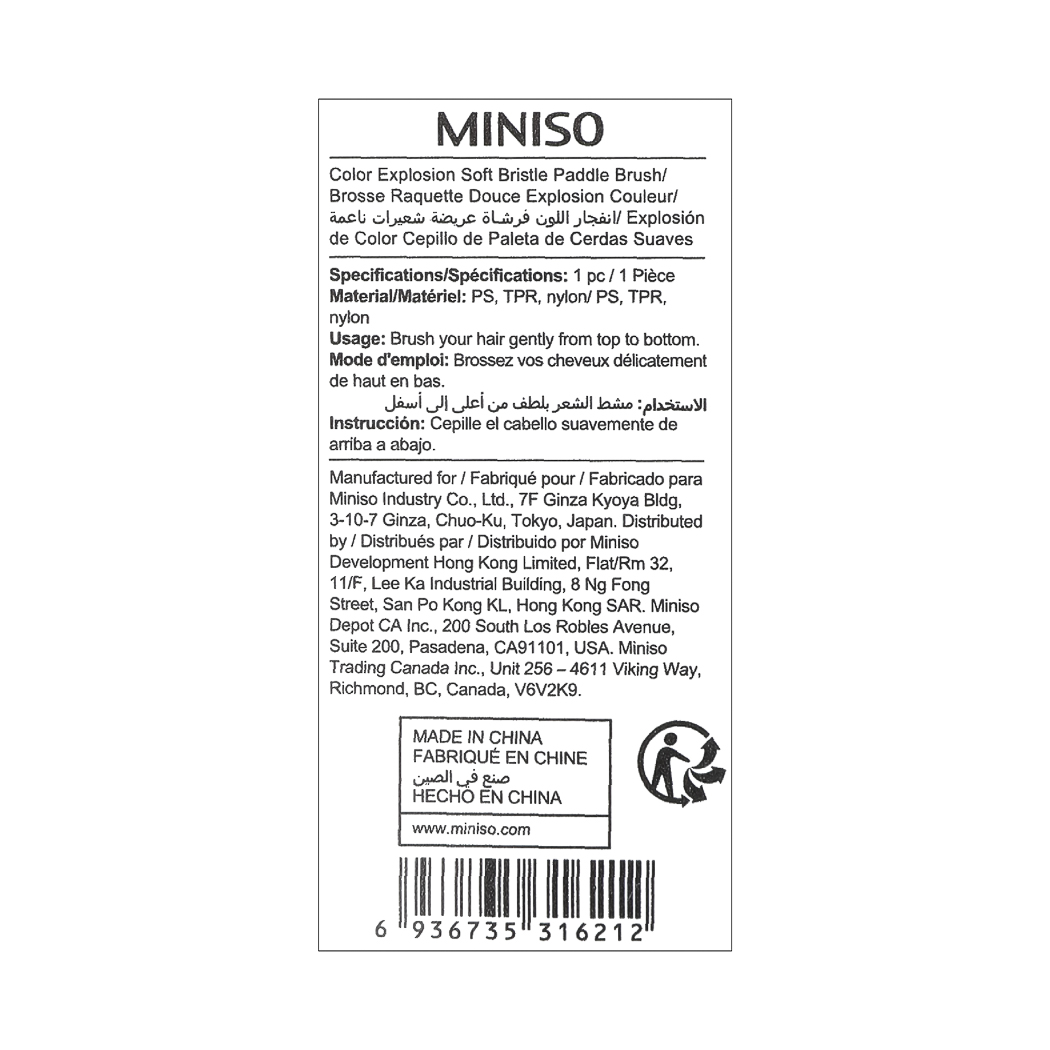 MINISO
Color Explosion Soft Bristle Paddle Brush/
Brosse Raquette Douce Explosion Couleur/
انفجار اللون فرشاة عريضة شعيرات ناعمة/ Explosión
de Color Cepillo de Paleta de Cerdas Suaves
Specifications/Spécifications: 1 pc / 1 Pièce
Material/Matériel: PS, TPR, nylon/ PS, TPR,
nylon
Usage: Brush your hair gently from top to bottom.
Mode d'emploi: Brossez vos cheveux délicatement
de haut en bas.
الاستخدام: مشط الشعر بلطف من أعلى إلى أسفل
Instrucción: Cepille el cabello suavemente de
arriba a abajo.
Manufactured for / Fabriqué pour / Fabricado para
Miniso Industry Co., Ltd., 7F Ginza Kyoya Bldg,
3-10-7 Ginza, Chuo-Ku, Tokyo, Japan. Distributed
by / Distribués par / Distribuido por Miniso
Development Hong Kong Limited, Flat/Rm 32,
11/F, Lee Ka Industrial Building, 8 Ng Fong
Street, San Po Kong KL, Hong Kong SAR. Miniso
Depot CA Inc., 200 South Los Robles Avenue,
Suite 200, Pasadena, CA91101, USA. Miniso
Trading Canada Inc., Unit 256 – 4611 Viking Way,
Richmond, BC, Canada, V6V2K9.
MADE IN CHINA
FABRIQUÉ EN CHINE
صنع في الصين
HECHO EN CHINA
www.miniso.com
6 936735 316212